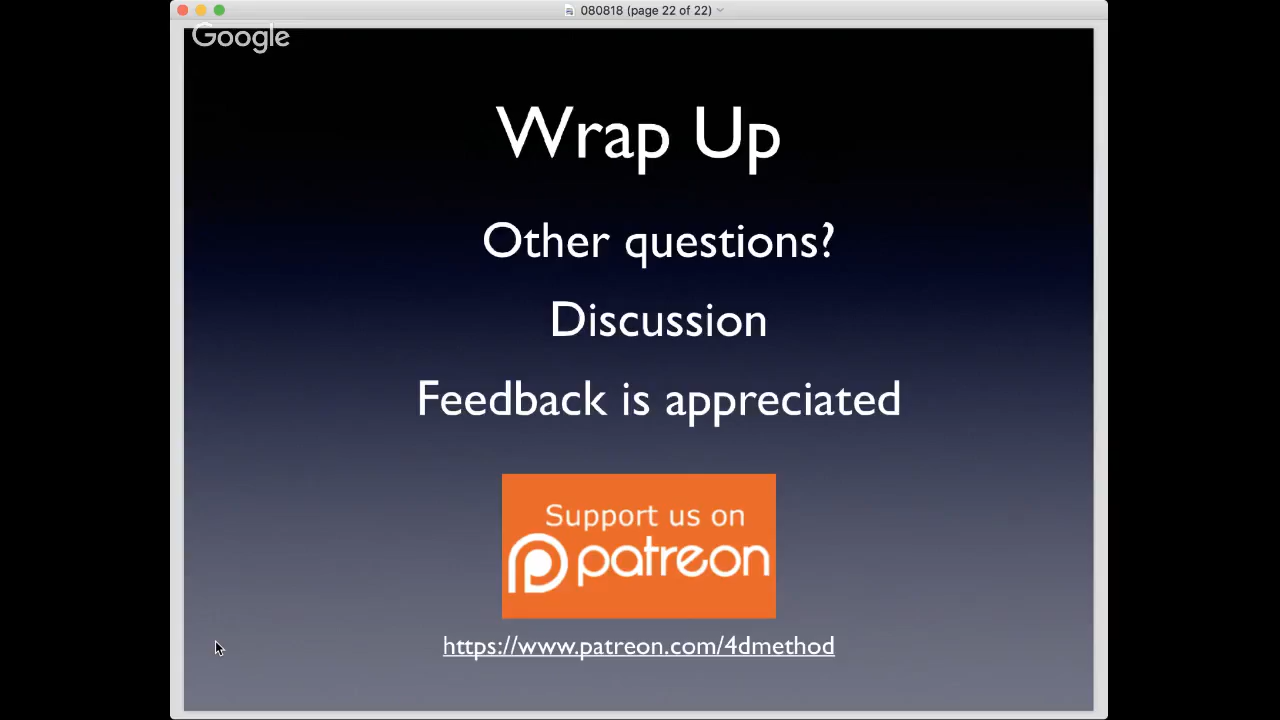 080818 (page 22 of 22)
Google
Wrap Up
Other questions?
Discussion
Feedback is appreciated
Support us on
patreon
https://www.patreon.com/4dmethod